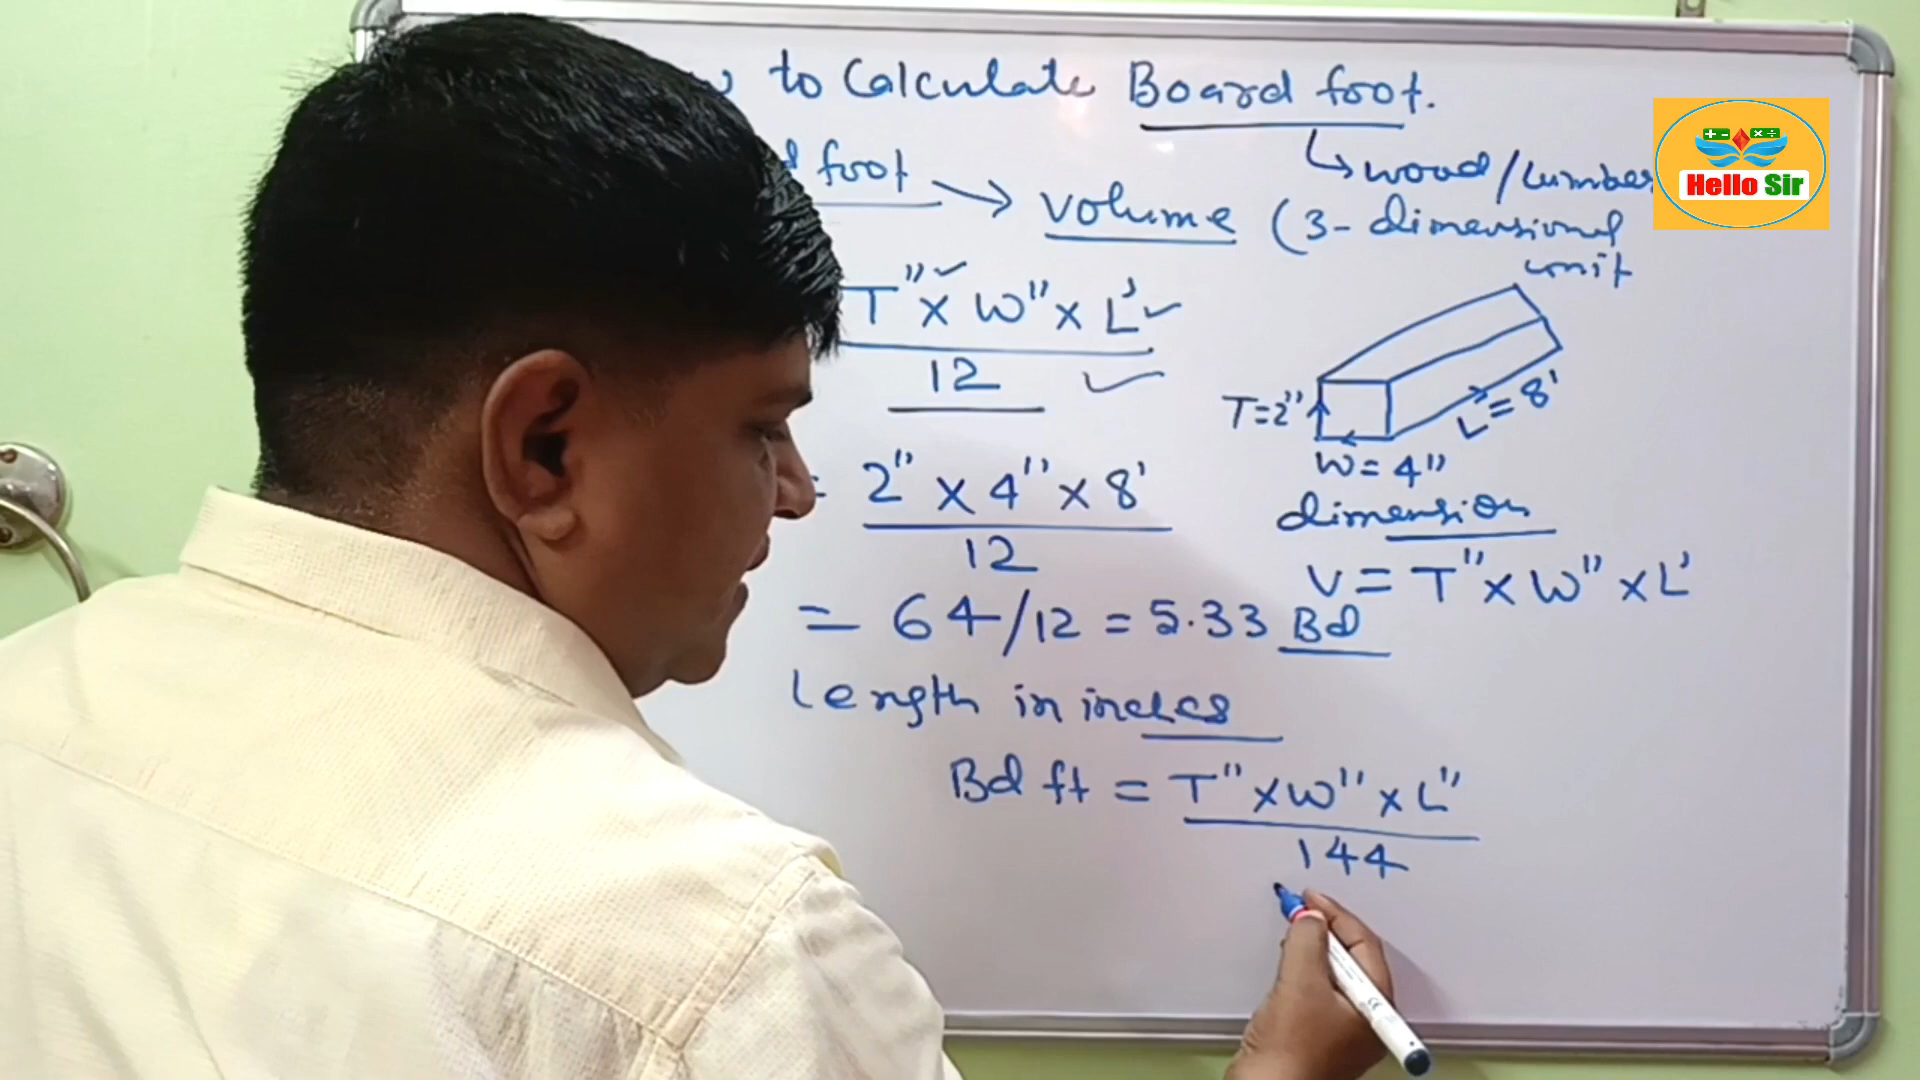 to Calculate Board foot.
foot → volume (3- dimensional
↳ wood/Lumber
unit
Hello Sir
T" x W" x L'
12
T=2"
L = 8'
W = 4"
dimension
= 2" x 4" x 8'
12
V = T" x W" x L'
= 64/12 = 5.33 Bd
Length in inches
Bd ft = T" x W" x L"
144